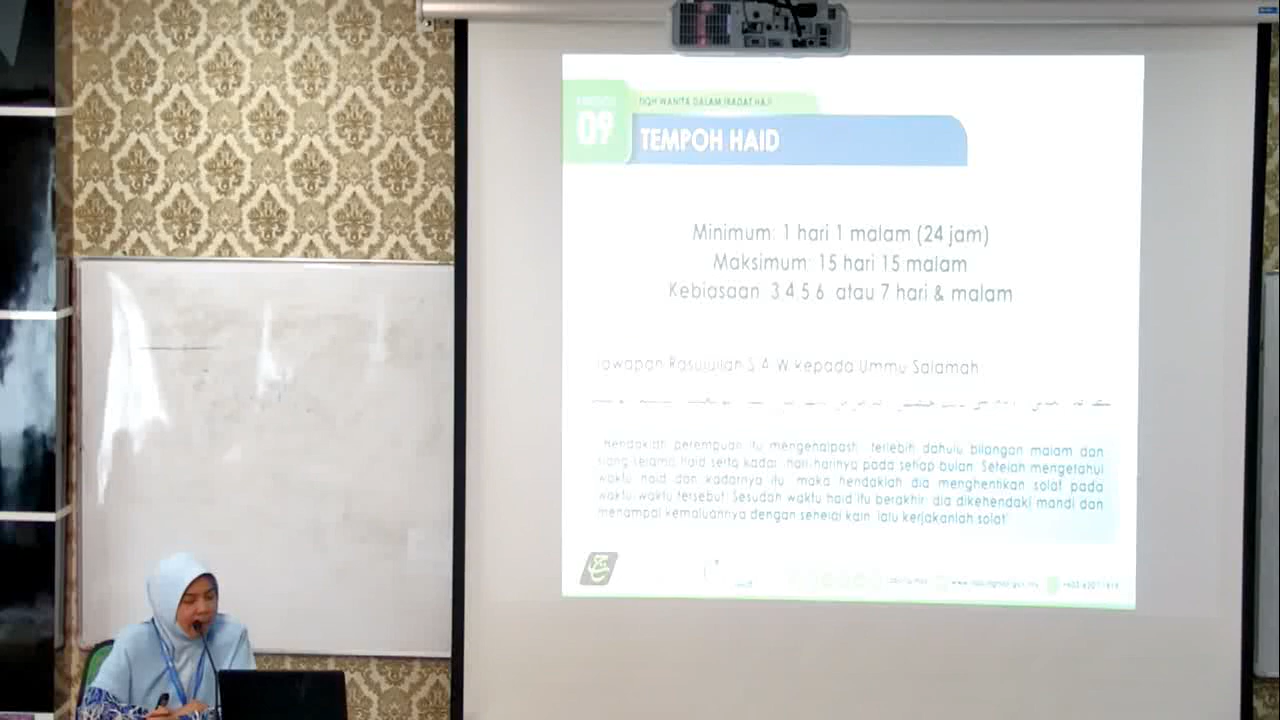 09
FIQH WANITA DALAM IBADAT HAJI
TEMPOH HAID
Minimum: 1 hari 1 malam (24 jam)
Maksimum: 15 hari 15 malam
Kebiasaan 3 4 5 6 atau 7 hari & malam
Jawapan Rasulullah S.A.W kepada Ummu Salamah
Hendaklah perempuan itu mengenalpasti terlebih dahulu bilangan malam dan
siang selama haid serta kadar hari-harinya pada setiap bulan. Setelah mengetahui
waktu haid dan kadarnya itu maka hendaklah dia menghentikan solat pada
waktu waktu tersebut. Sesudah waktu haid itu berakhir dia dikehendaki mandi dan
menampal kemaluannya dengan sehelai kain lalu kerjakanlah solat